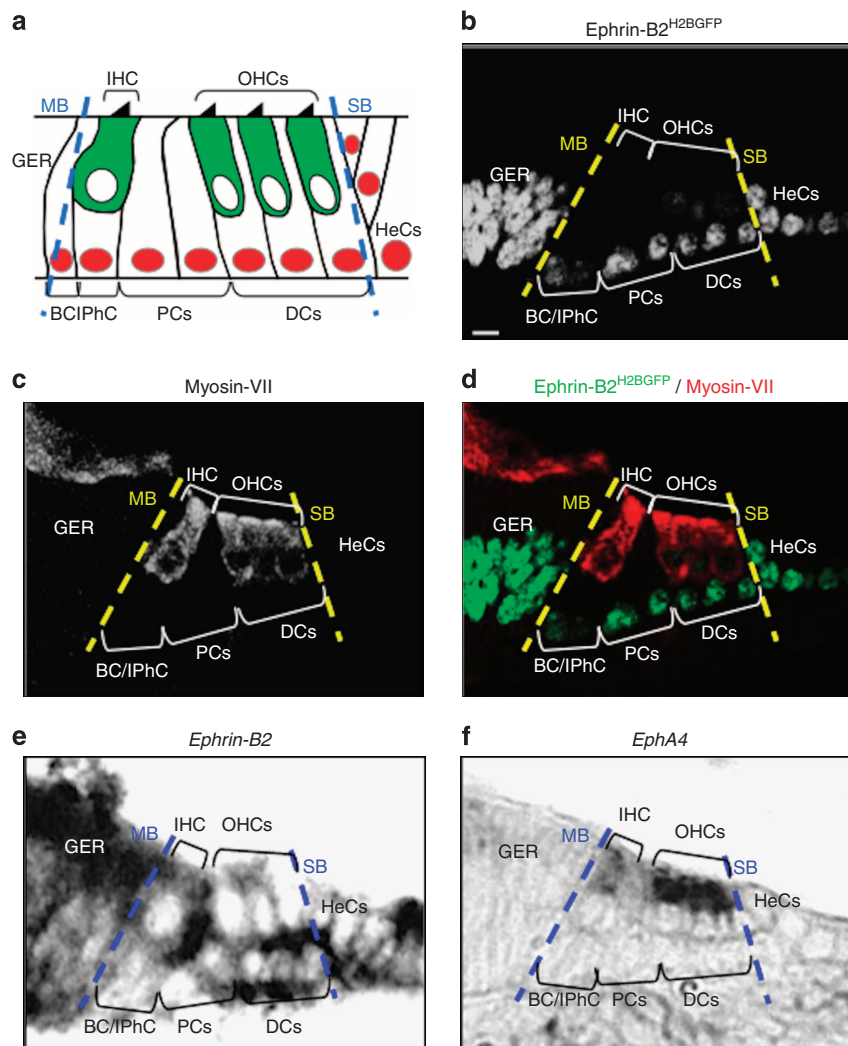 a
IHC
OHCs
MB
SB
GER
HeCs
BC
IPhC
PCs
DCs
b
Ephrin-B2H2BGFP
IHC
OHCs
MB
SB
GER
HeCs
BC/IPhC
PCs
DCs
c
Myosin-VII
IHC
OHCs
MB
SB
GER
HeCs
BC/IPhC
PCs
DCs
d
Ephrin-B2H2BGFP / Myosin-VII
IHC
OHCs
MB
SB
GER
HeCs
BC/IPhC
PCs
DCs
e
Ephrin-B2
MB
IHC
OHCs
GER
SB
HeCs
BC/IPhC
PCs
DCs
f
EphA4
IHC
MB
OHCs
GER
SB
HeCs
BC/IPhC
PCs
DCs